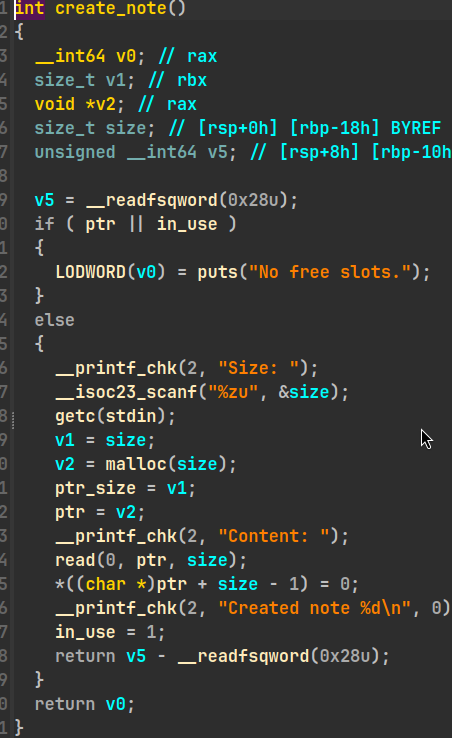 1 int create_note()
2 {
3 __int64 v0; // rax
4 size_t v1; // rbx
5 void *v2; // rax
6 size_t size; // [rsp+0h] [rbp-18h] BYREF
7 unsigned __int64 v5; // [rsp+8h] [rbp-10h
8
9 v5 = __readfsqword(0x28u);
0 if ( ptr || in_use )
1 {
2 LODWORD(v0) = puts("No free slots.");
3 }
4 else
5 {
6 __printf_chk(2, "Size: ");
7 __isoc23_scanf("%zu", &size);
8 getc(stdin);
9 v1 = size;
0 v2 = malloc(size);
1 ptr_size = v1;
2 ptr = v2;
3 __printf_chk(2, "Content: ");
4 read(0, ptr, size);
5 *((char *)ptr + size - 1) = 0;
6 __printf_chk(2, "Created note %d\n", 0)
7 in_use = 1;
8 return v5 - __readfsqword(0x28u);
9 }
0 return v0;
1 }